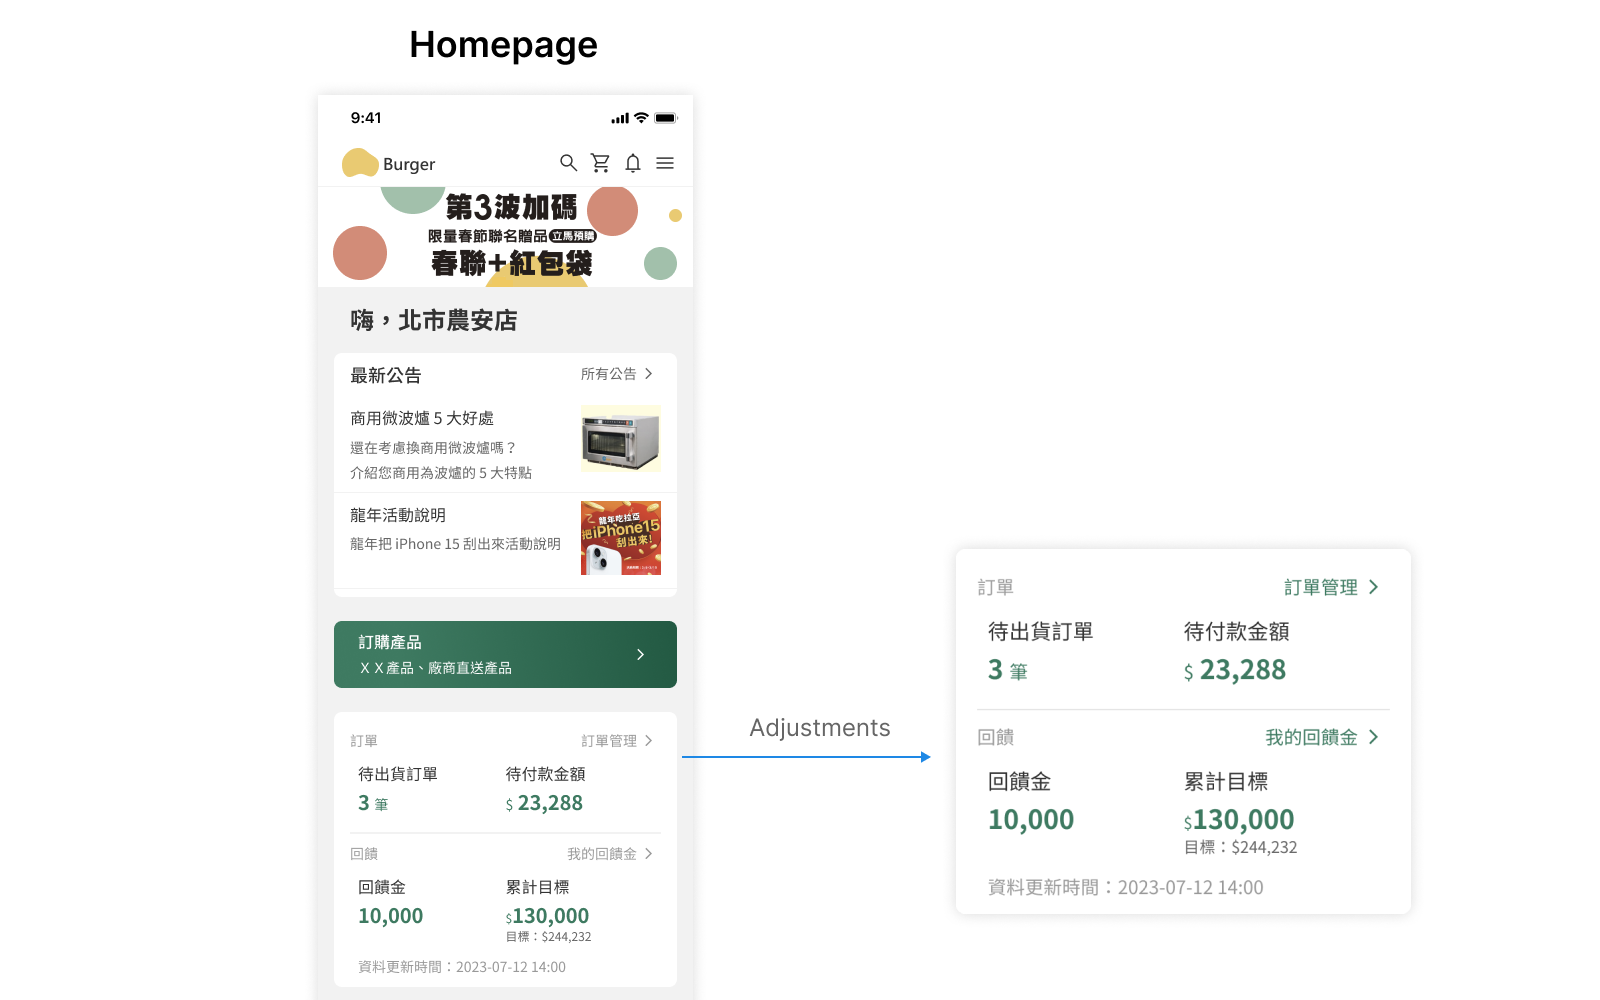 Homepage
9:41
Burger
第3波加碼
限量春節聯名贈品 立馬預購
春聯+紅包袋
嗨，北市農安店
最新公告
所有公告
商用微波爐 5 大好處
還在考慮換商用微波爐嗎？
介紹您商用為波爐的 5 大特點
龍年活動說明
龍年把 iPhone 15 刮出來活動說明
龍年吃拉亞
把iPhone15
刮出來!
訂購產品
ＸＸ產品、廠商直送產品
訂單
訂單管理
待出貨訂單
待付款金額
3 筆
$ 23,288
回饋
我的回饋金
回饋金
累計目標
10,000
$130,000
目標：$244,232
資料更新時間：2023-07-12 14:00
Adjustments
訂單
訂單管理
待出貨訂單
待付款金額
3 筆
$ 23,288
回饋
我的回饋金
回饋金
累計目標
10,000
$130,000
目標：$244,232
資料更新時間：2023-07-12 14:00